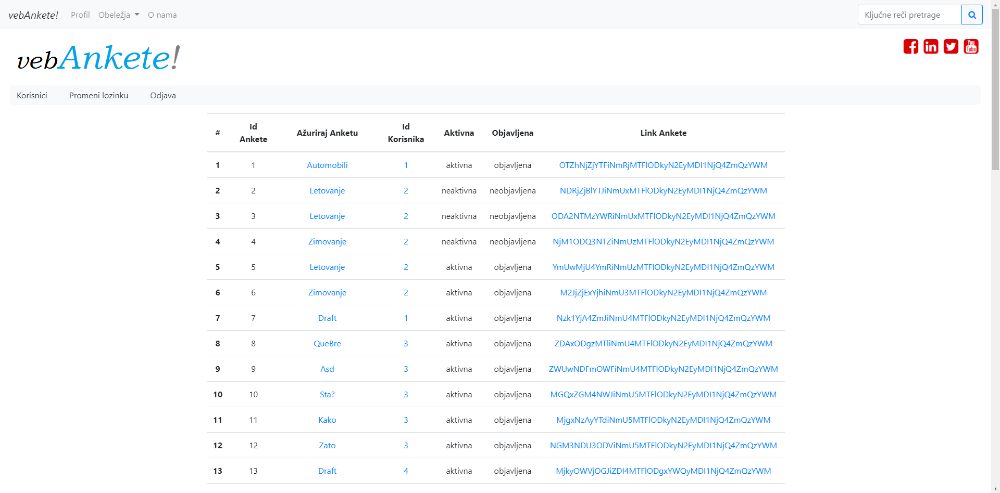 vebAnkete! Profil Obeležja O nama Ključne reči pretrage
vebAnkete!
Korisnici Promeni lozinku Odjava
# Id Ankete Ažuriraj Anketu Id Korisnika Aktivna Objavljena Link Ankete
1 1 Automobili 1 aktivna objavljena OTZhNjZjYTFiNmRjMTFlODkyN2EyMDI1NjQ4ZmQzYWM
2 2 Letovanje 2 neaktivna neobjavljena NDRjZjBlYTJiNmUxMTFlODkyN2EyMDI1NjQ4ZmQzYWM
3 3 Letovanje 2 neaktivna neobjavljena ODA2NTMzYWRiNmUxMTFlODkyN2EyMDI1NjQ4ZmQzYWM
4 4 Zimovanje 2 neaktivna neobjavljena NjM1ODQ3NTZiNmUzMTFlODkyN2EyMDI1NjQ4ZmQzYWM
5 5 Letovanje 2 aktivna objavljena YmUwMjU4YmRiNmUzMTFlODkyN2EyMDI1NjQ4ZmQzYWM
6 6 Zimovanje 2 aktivna objavljena M2JjZjExYjhiNmU3MTFlODkyN2EyMDI1NjQ4ZmQzYWM
7 7 Draft 1 aktivna objavljena Nzk1YjA4ZmJiNmU4MTFlODkyN2EyMDI1NjQ4ZmQzYWM
8 8 QueBre 3 aktivna objavljena ZDAxODgzMTliNmU4MTFlODkyN2EyMDI1NjQ4ZmQzYWM
9 9 Asd 3 aktivna objavljena ZWUwNDFmOWFiNmU4MTFlODkyN2EyMDI1NjQ4ZmQzYWM
10 10 Sta? 3 aktivna objavljena MGQxZGM4NWJiNmU5MTFlODkyN2EyMDI1NjQ4ZmQzYWM
11 11 Kako 3 aktivna objavljena MjgxNzAyYTdiNmU5MTFlODkyN2EyMDI1NjQ4ZmQzYWM
12 12 Zato 3 aktivna objavljena NGM3NDU3ODViNmU5MTFlODkyN2EyMDI1NjQ4ZmQzYWM
13 13 Draft 4 aktivna objavljena MjkyOWVjOGJiZDI4MTFlODgxYWQyMDI1NjQ4ZmQzYWM